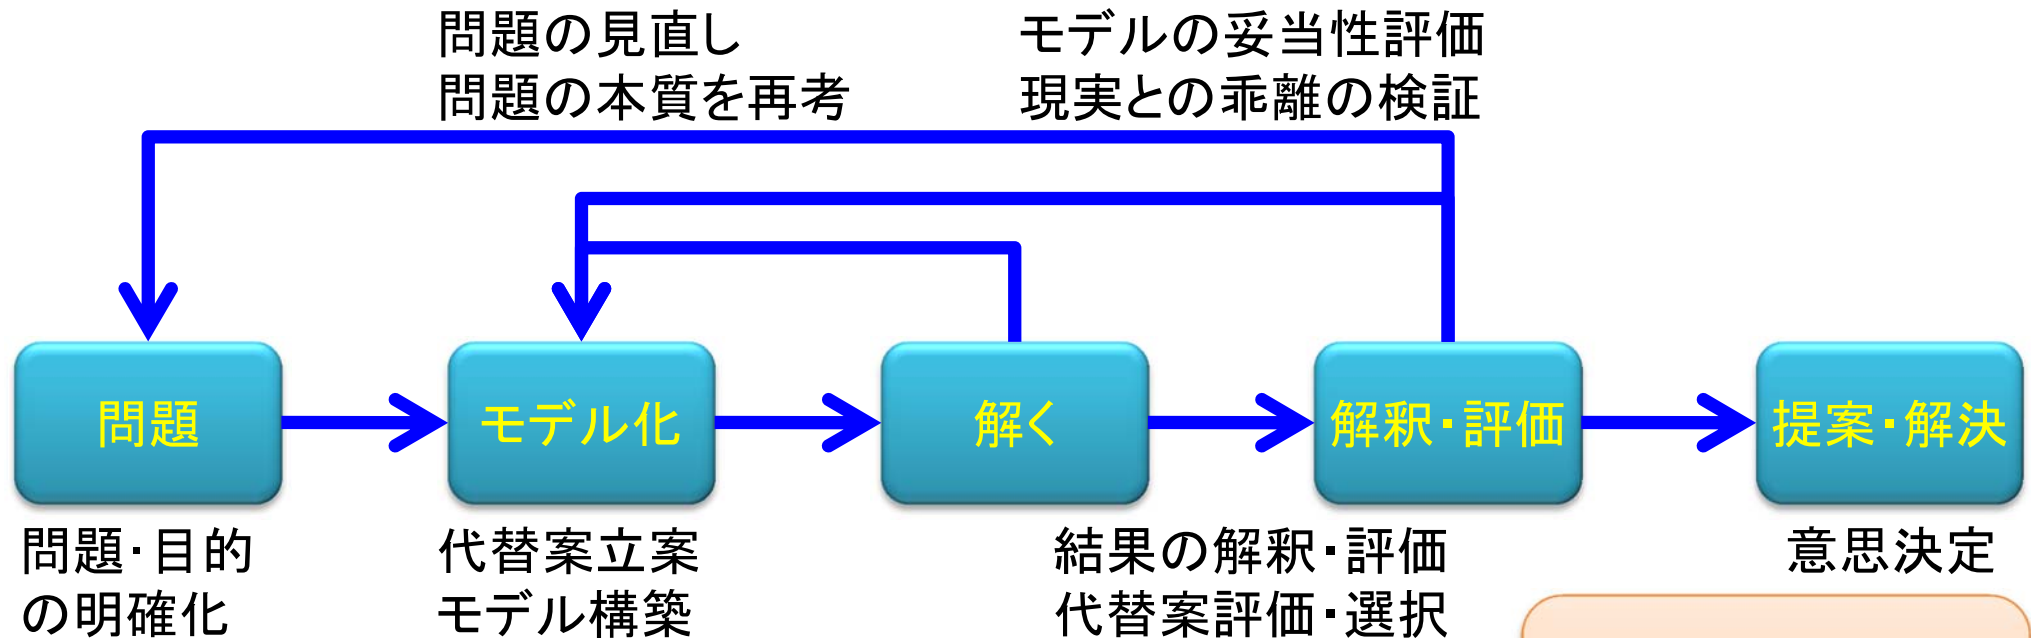 問題の見直し
問題の本質を再考
モデルの妥当性評価
現実との乖離の検証
問題
モデル化
解く
解釈・評価
提案・解決
問題・目的
の明確化
代替案立案
モデル構築
結果の解釈・評価
代替案評価・選択
意思決定